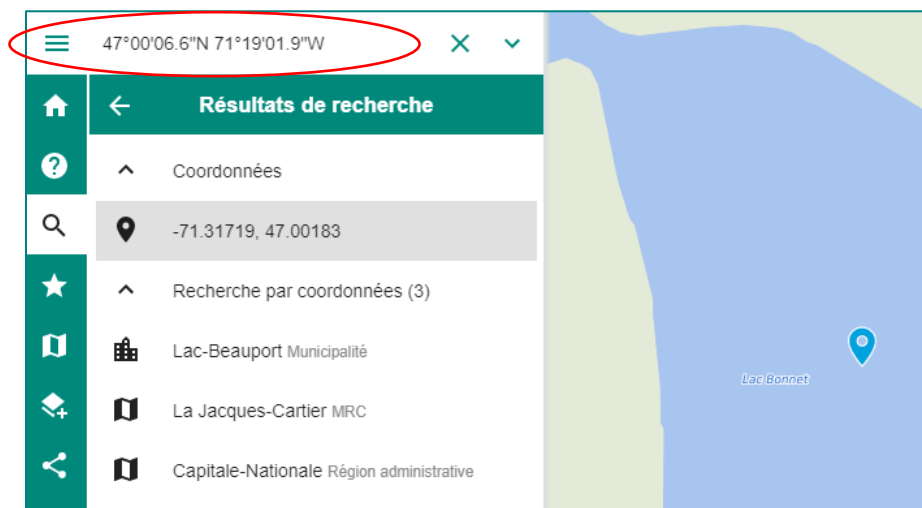 47°00'06.6"N 71°19'01.9"W
Résultats de recherche
Coordonnées
-71.31719, 47.00183
Recherche par coordonnées (3)
Lac-Beauport Municipalité
La Jacques-Cartier MRC
Capitale-Nationale Région administrative
Lac Bonnet